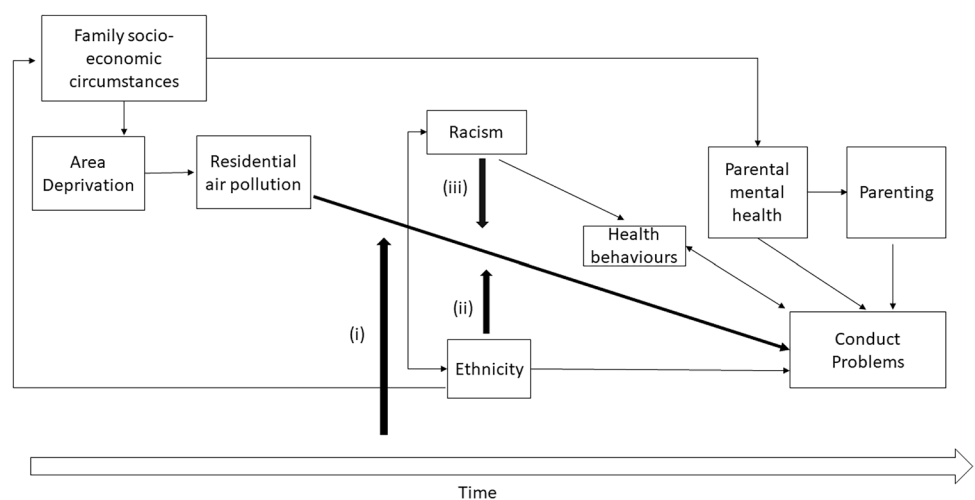 Family socio-
economic
circumstances
Area
Deprivation
Residential
air pollution
Racism
(iii)
Health
behaviours
Parental
mental
health
Parenting
(i)
(ii)
Ethnicity
Conduct
Problems
Time